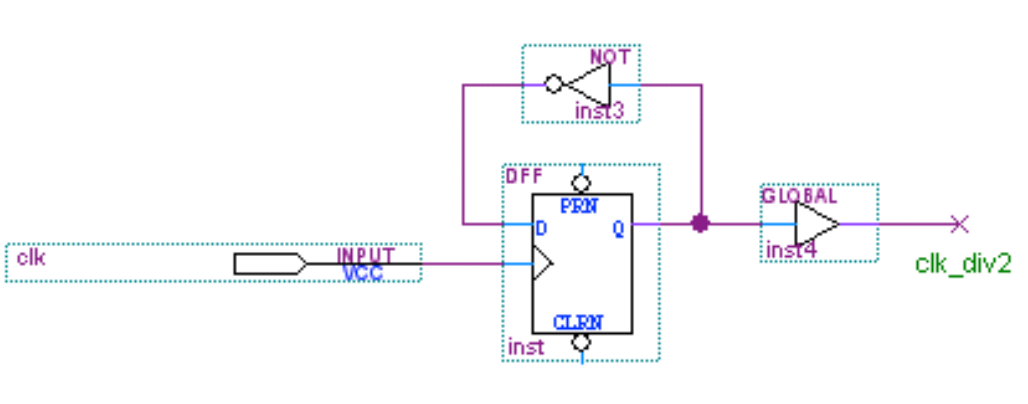 NOT
inst3
DFF
PRN
D
Q
CLRN
inst
clk
INPUT
VCC
GLOBAL
inst4
clk_div2